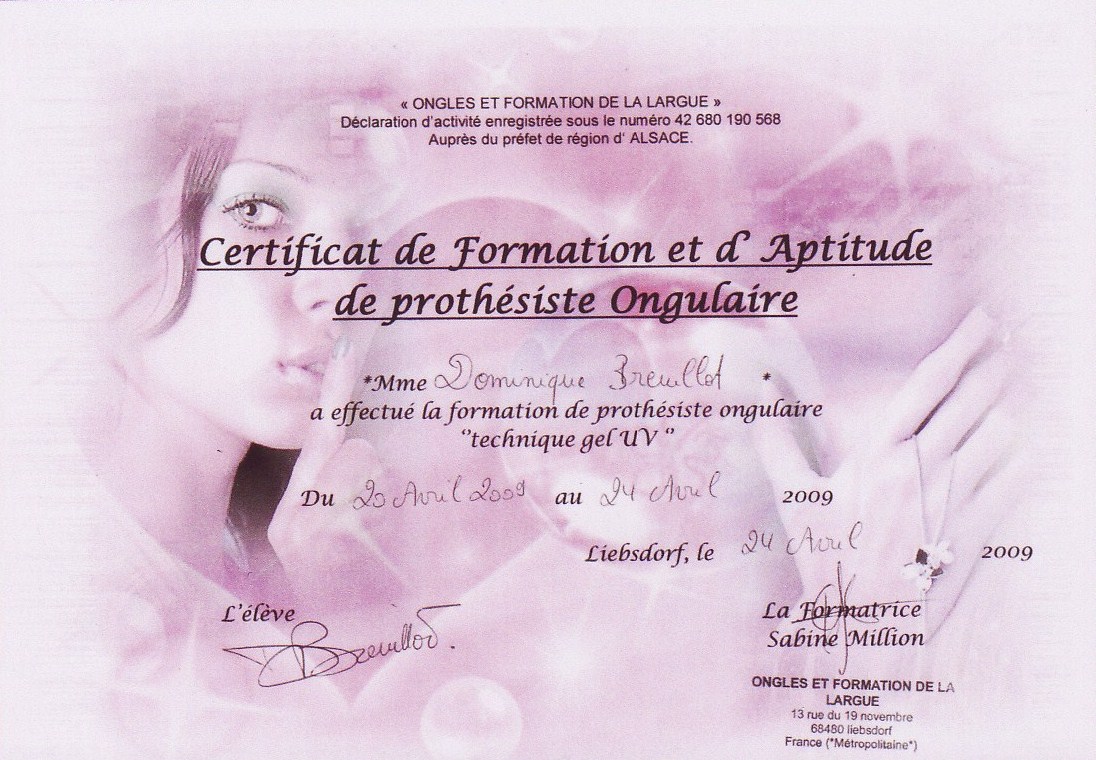 « ONGLES ET FORMATION DE LA LARGUE »
Déclaration d'activité enregistrée sous le numéro 42 680 190 568
Auprès du préfet de région d' ALSACE.
Certificat de Formation et d' Aptitude
de prothésiste Ongulaire
*Mme Dominique Breuillot *
a effectué la formation de prothésiste ongulaire
‘’technique gel UV ‘’
Du 20 Avril 2009 au 24 Avril 2009
Liebsdorf, le 24 Avril 2009
L'élève
DBreuillot.
La Formatrice
Sabine Million
ONGLES ET FORMATION DE LA
LARGUE
13 rue du 19 novembre
68480 liebsdorf
France (*Métropolitaine*)